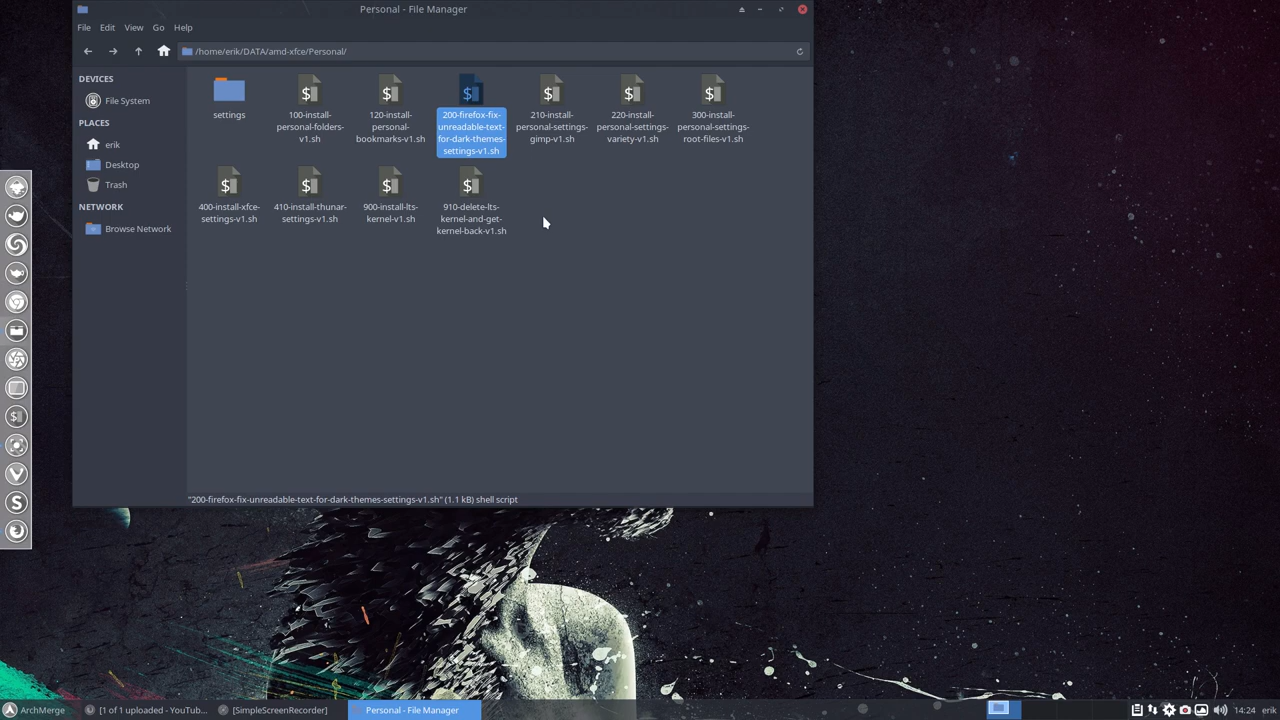 Personal - File Manager
File Edit View Go Help
/home/erik/DATA/amd-xfce/Personal/
DEVICES
File System
PLACES
erik
Desktop
Trash
NETWORK
Browse Network
settings
100-install-
personal-folders-
v1.sh
120-install-
personal-
bookmarks-v1.sh
200-firefox-fix-
unreadable-text-
for-dark-themes-
settings-v1.sh
210-install-
personal-settings-
gimp-v1.sh
220-install-
personal-settings-
variety-v1.sh
300-install-
personal-settings-
root-files-v1.sh
400-install-xfce-
settings-v1.sh
410-install-thunar-
settings-v1.sh
900-install-lts-
kernel-v1.sh
910-delete-lts-
kernel-and-get-
kernel-back-v1.sh
"200-firefox-fix-unreadable-text-for-dark-themes-settings-v1.sh" (1.1 kB) shell script
ArchMerge
[1 of 1 uploaded - YouTub...
[SimpleScreenRecorder]
Personal - File Manager
14:24 erik